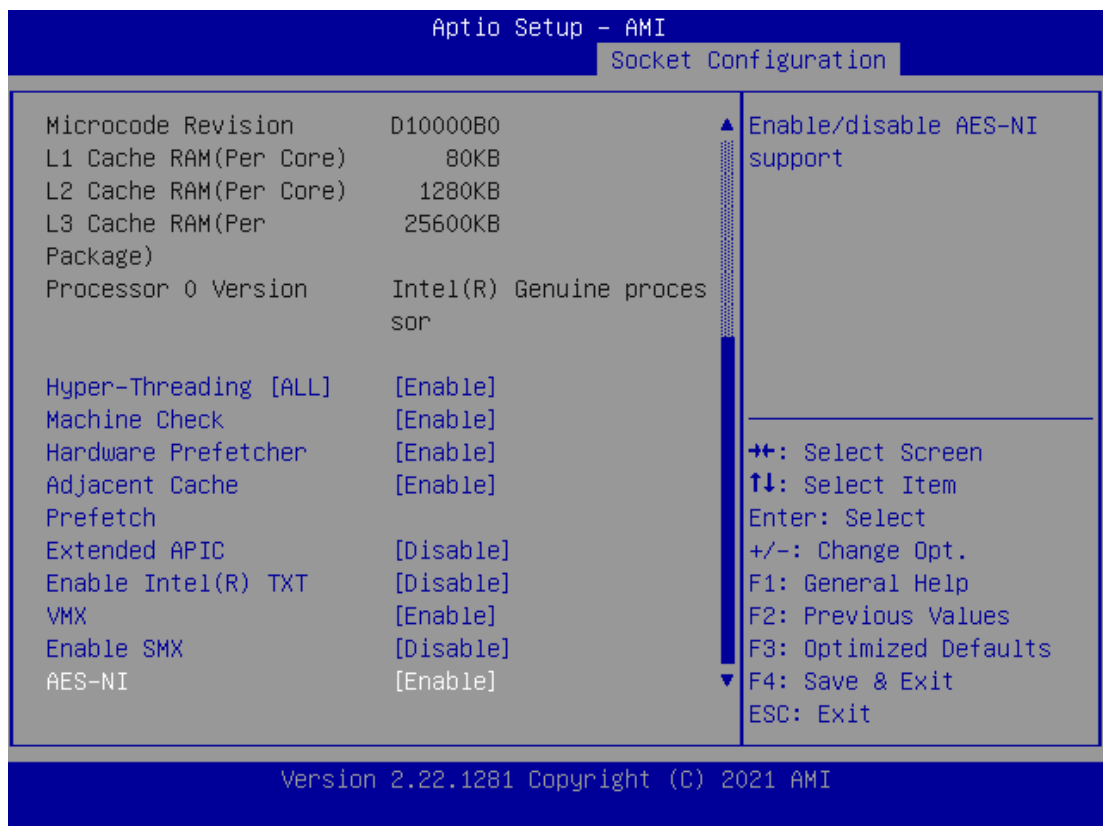 Aptio Setup – AMI
Socket Configuration
Microcode Revision D10000B0
L1 Cache RAM(Per Core) 80KB
L2 Cache RAM(Per Core) 1280KB
L3 Cache RAM(Per 25600KB
Package)
Processor 0 Version Intel(R) Genuine proces
sor
Hyper-Threading [ALL] [Enable]
Machine Check [Enable]
Hardware Prefetcher [Enable]
Adjacent Cache [Enable]
Prefetch
Extended APIC [Disable]
Enable Intel(R) TXT [Disable]
VMX [Enable]
Enable SMX [Disable]
AES-NI [Enable]
Enable/disable AES-NI
support
→←: Select Screen
↑↓: Select Item
Enter: Select
+/-: Change Opt.
F1: General Help
F2: Previous Values
F3: Optimized Defaults
F4: Save & Exit
ESC: Exit
Version 2.22.1281 Copyright (C) 2021 AMI